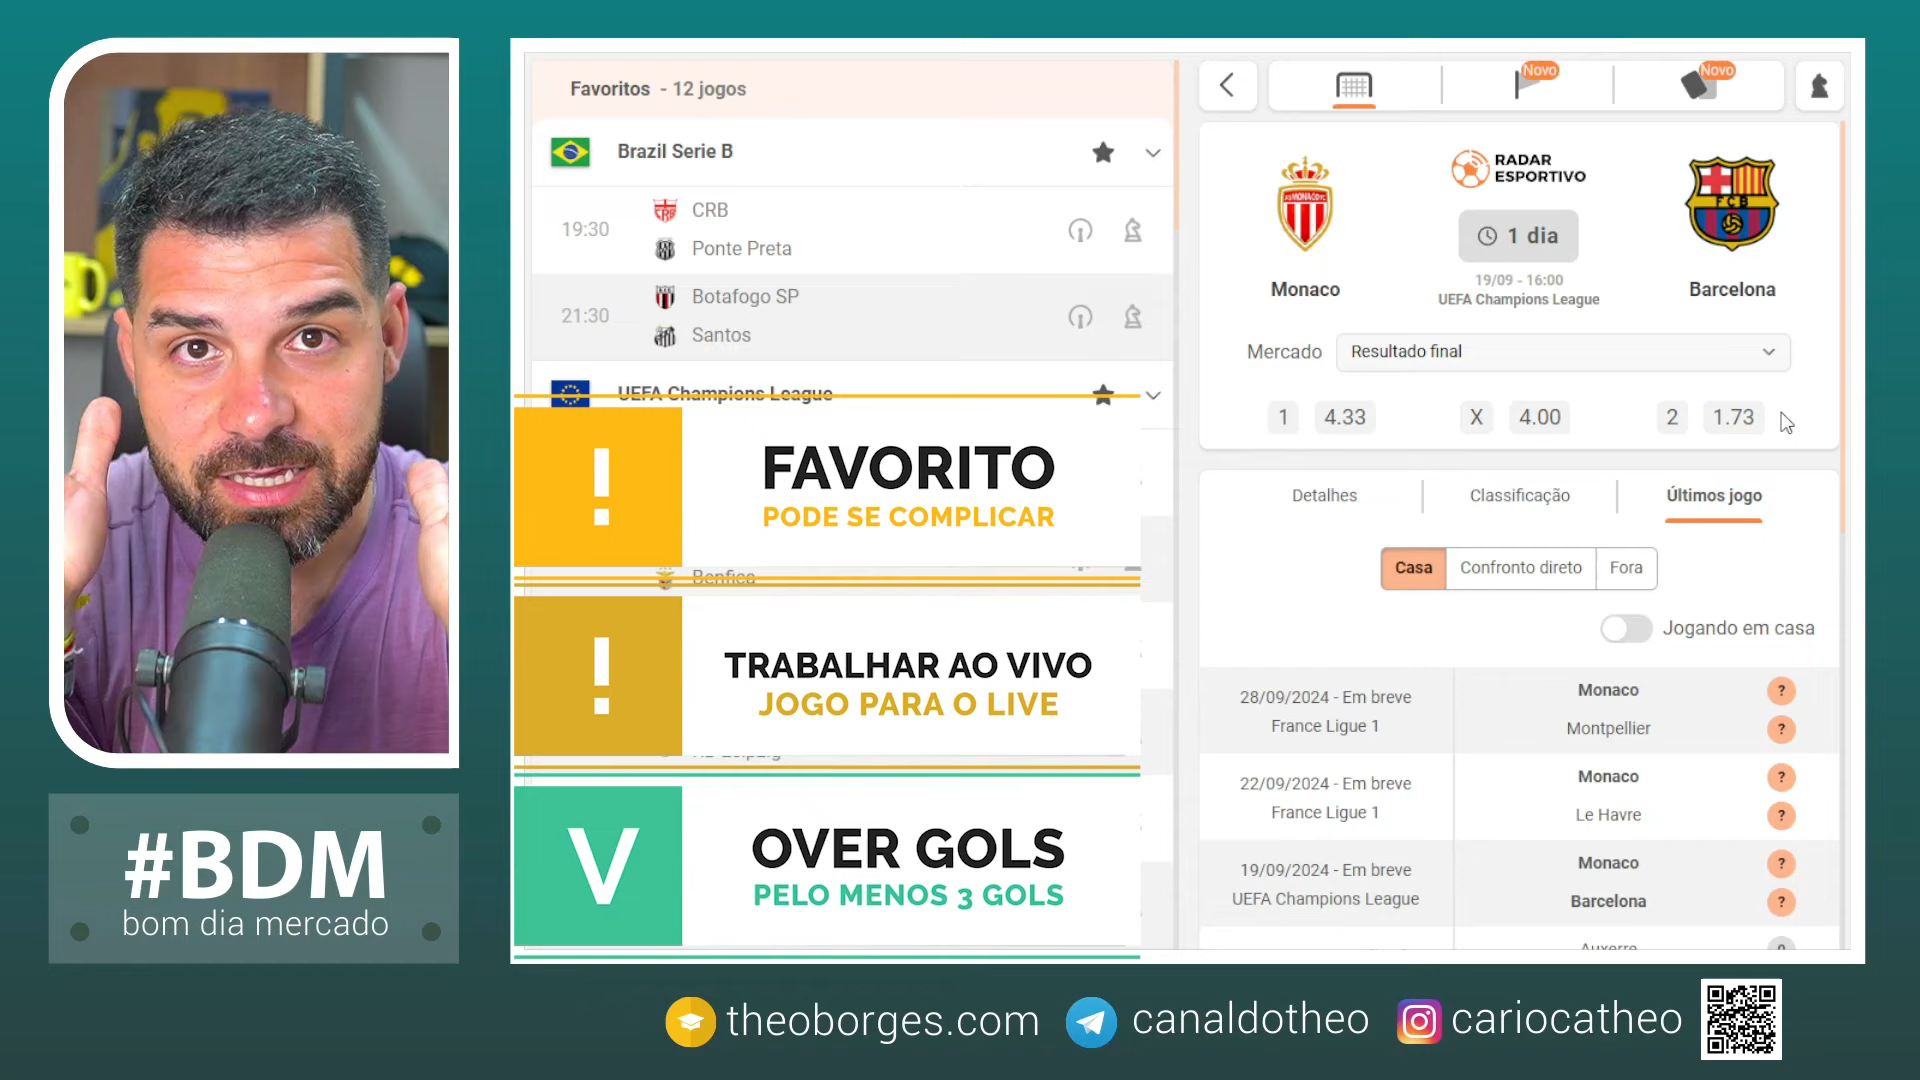 Favoritos - 12 jogos
Brazil Serie B
19:30
CRB
Ponte Preta
21:30
Botafogo SP
Santos
UEFA Champions League
!
FAVORITO
PODE SE COMPLICAR
Benfica
!
TRABALHAR AO VIVO
JOGO PARA O LIVE
V
OVER GOLS
PELO MENOS 3 GOLS
Novo
Novo
RADAR
ESPORTIVO
AS MONACO FC
FCB
1 dia
19/09 - 16:00
UEFA Champions League
Monaco
Barcelona
Mercado
Resultado final
1 4.33
X 4.00
2 1.73
Detalhes
Classificação
Últimos jogo
Casa
Confronto direto
Fora
Jogando em casa
28/09/2024 - Em breve
France Ligue 1
Monaco ?
Montpellier ?
22/09/2024 - Em breve
France Ligue 1
Monaco ?
Le Havre ?
19/09/2024 - Em breve
UEFA Champions League
Monaco ?
Barcelona ?
Auxerre
#BDM
bom dia mercado
theoborges.com
canaldotheo
cariocatheo